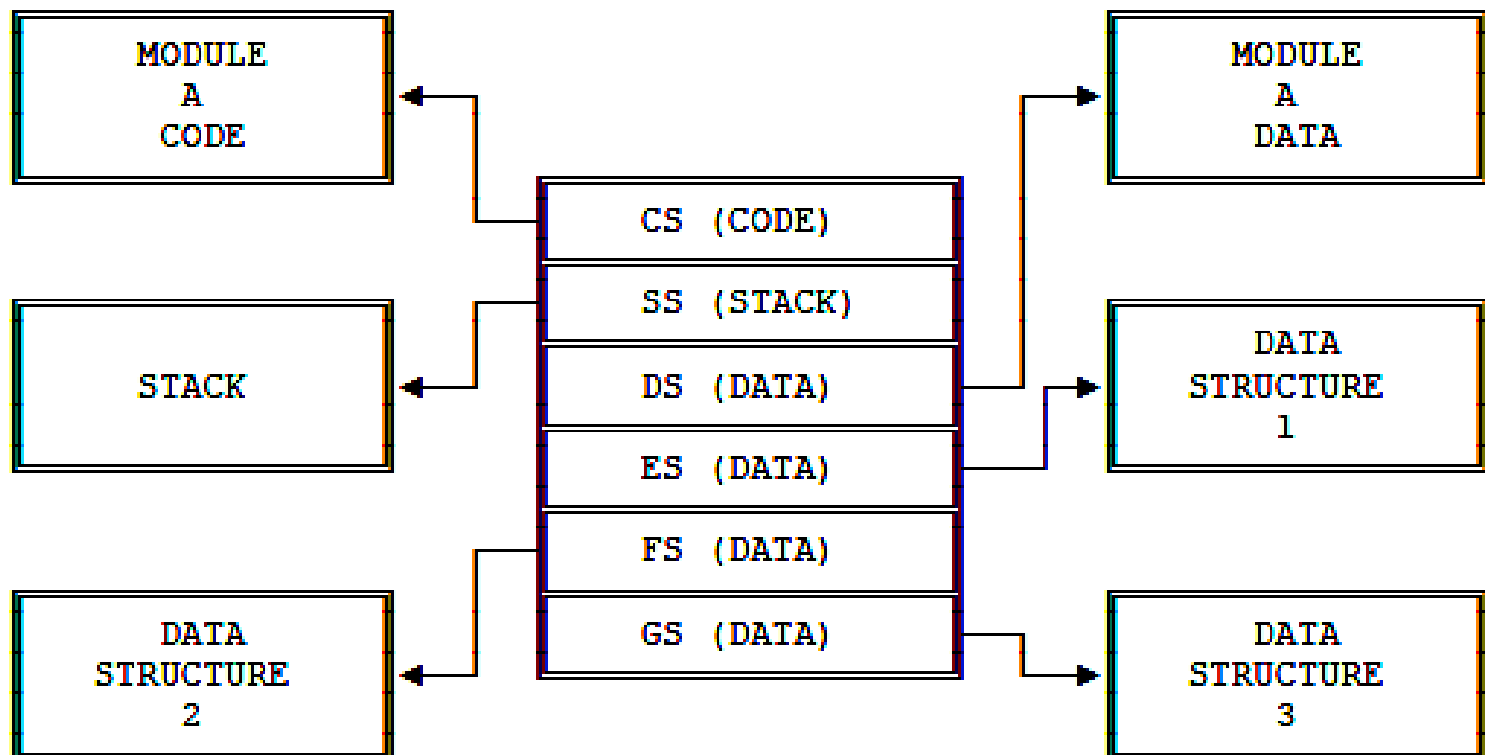 MODULE
A
CODE
STACK
DATA
STRUCTURE
2
CS (CODE)
SS (STACK)
DS (DATA)
ES (DATA)
FS (DATA)
GS (DATA)
MODULE
A
DATA
DATA
STRUCTURE
1
DATA
STRUCTURE
3